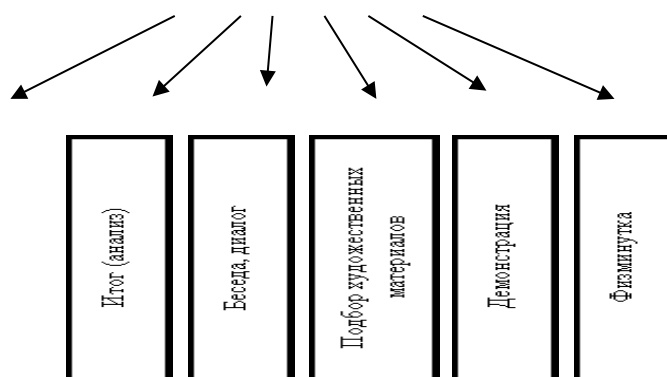 Итог (анализ)
Беседа, диалог
Подбор художественных
материалов
Демонстрация
Физминутка